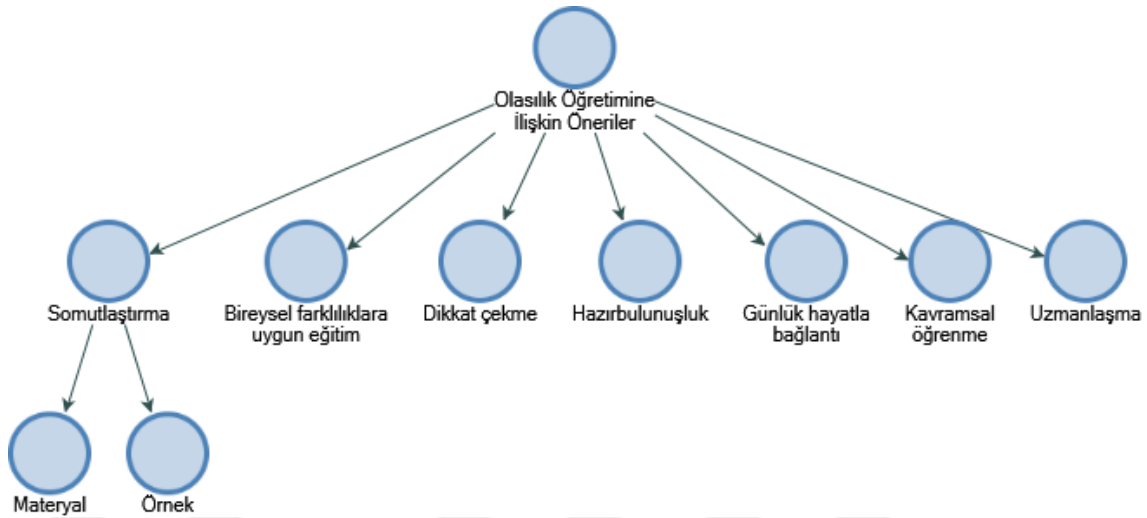 Olasılık Öğretimine
İlişkin Öneriler
Somutlaştırma
Bireysel farklılıklara
uygun eğitim
Dikkat çekme
Hazırbulunuşluk
Günlük hayatla
bağlantı
Kavramsal
öğrenme
Uzmanlaşma
Materyal
Örnek